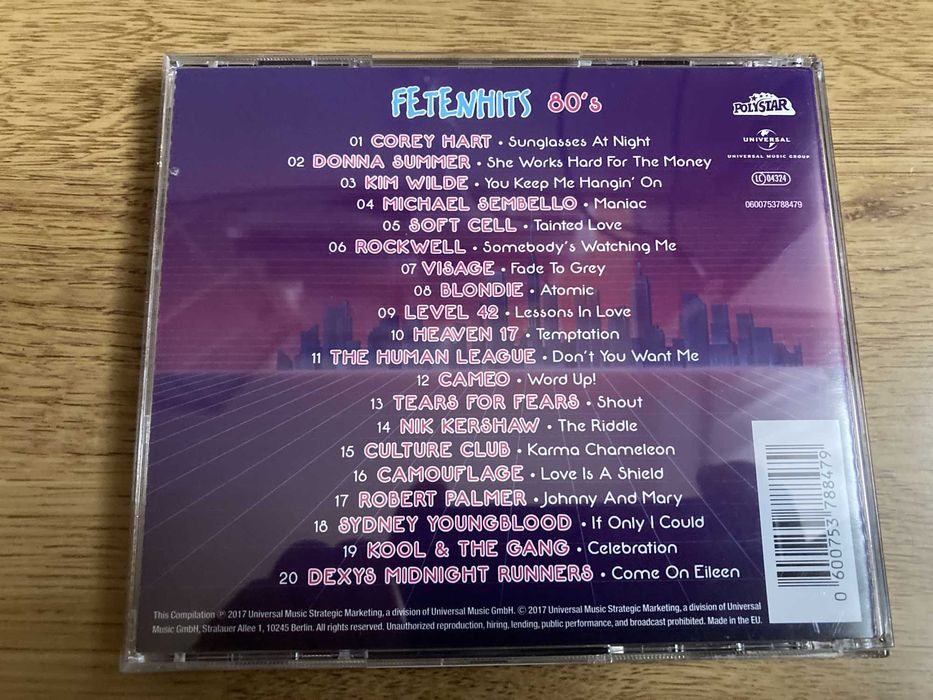 FETENHITS 80's
POLYSTAR
UNIVERSAL
UNIVERSAL MUSIC GROUP
LC 04324
0600753788479
01 COREY HART • Sunglasses At Night
02 DONNA SUMMER • She Works Hard For The Money
03 KIM WILDE • You Keep Me Hangin' On
04 MICHAEL SEMBELLO • Maniac
05 SOFT CELL • Tainted Love
06 ROCKWELL • Somebody's Watching Me
07 VISAGE • Fade To Grey
08 BLONDIE • Atomic
09 LEVEL 42 • Lessons In Love
10 HEAVEN 17 • Temptation
11 THE HUMAN LEAGUE • Don't You Want Me
12 CAMEO • Word Up!
13 TEARS FOR FEARS • Shout
14 NIK KERSHAW • The Riddle
15 CULTURE CLUB • Karma Chameleon
16 CAMOUFLAGE • Love Is A Shield
17 ROBERT PALMER • Johnny And Mary
18 SYDNEY YOUNGBLOOD • If Only I Could
19 KOOL & THE GANG • Celebration
20 DEXYS MIDNIGHT RUNNERS • Come On Eileen
0 600753 788479
This Compilation ℗ 2017 Universal Music Strategic Marketing, a division of Universal Music GmbH. © 2017 Universal Music Strategic Marketing, a division of Universal
Music GmbH, Stralauer Allee 1, 10245 Berlin. All rights reserved. Unauthorized reproduction, hiring, lending, public performance, and broadcast prohibited. Made in the EU.